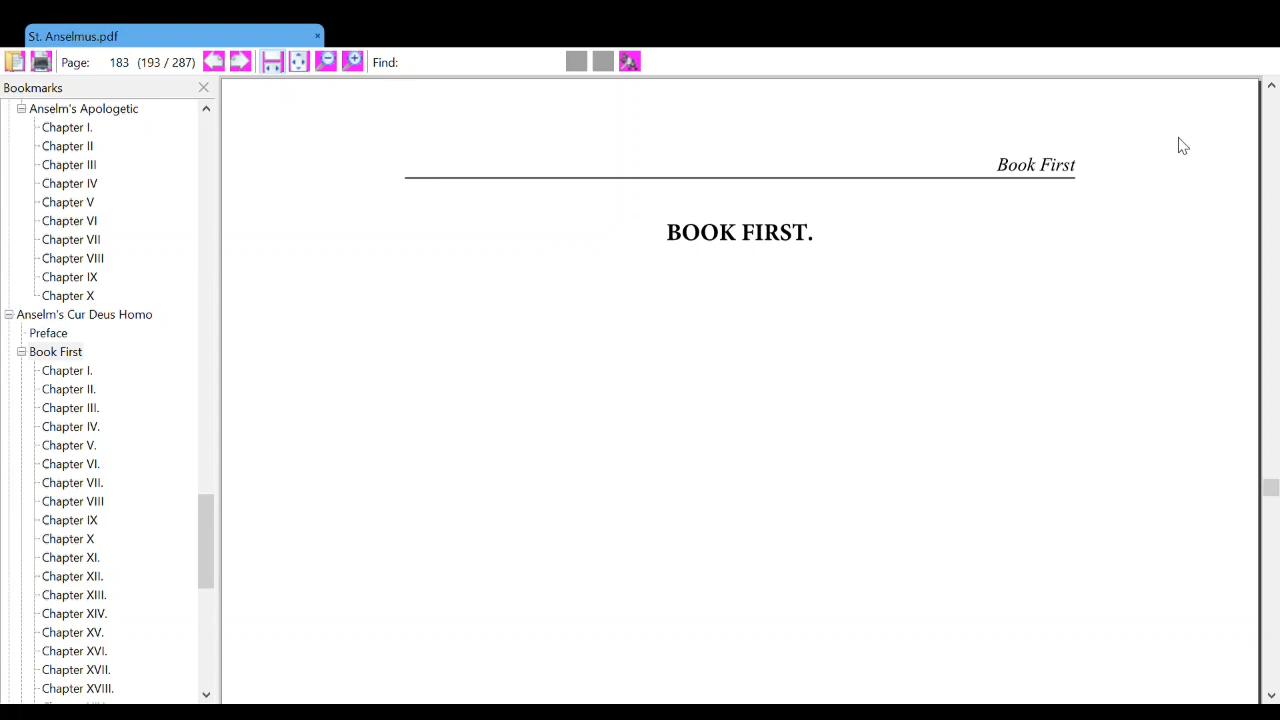 St. Anselmus.pdf
×
Page: 183 (193 / 287) Find:
Bookmarks
Anselm's Apologetic
Chapter I.
Chapter II
Chapter III
Chapter IV
Chapter V
Chapter VI
Chapter VII
Chapter VIII
Chapter IX
Chapter X
Anselm's Cur Deus Homo
Preface
Book First
Chapter I.
Chapter II.
Chapter III.
Chapter IV.
Chapter V.
Chapter VI.
Chapter VII.
Chapter VIII
Chapter IX
Chapter X
Chapter XI.
Chapter XII.
Chapter XIII.
Chapter XIV.
Chapter XV.
Chapter XVI.
Chapter XVII.
Chapter XVIII.
Book First
BOOK FIRST.